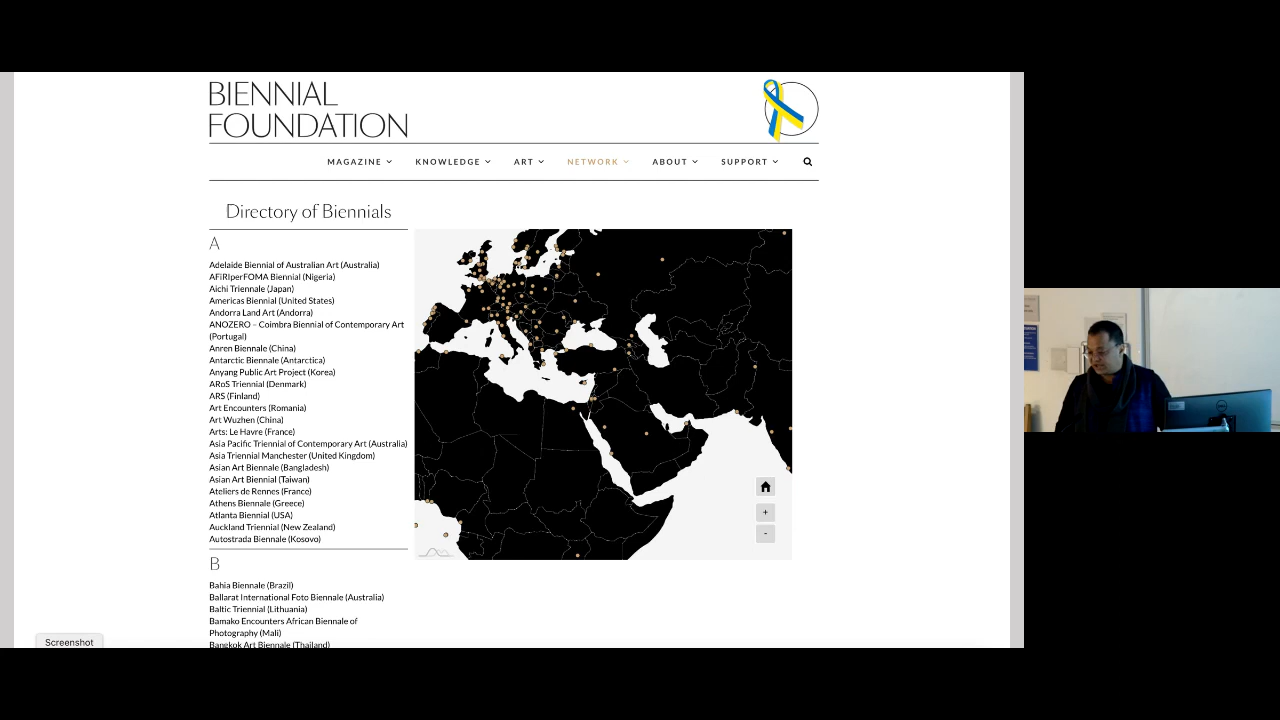 BIENNIAL
FOUNDATION
MAGAZINE
KNOWLEDGE
ART
NETWORK
ABOUT
SUPPORT
Directory of Biennials
A
Adelaide Biennial of Australian Art (Australia)
AFiRIperFOMA Biennial (Nigeria)
Aichi Triennale (Japan)
Americas Biennial (United States)
Andorra Land Art (Andorra)
ANOZERO – Coimbra Biennial of Contemporary Art
(Portugal)
Anren Biennale (China)
Antarctic Biennale (Antarctica)
Anyang Public Art Project (Korea)
ARoS Triennial (Denmark)
ARS (Finland)
Art Encounters (Romania)
Art Wuzhen (China)
Arts: Le Havre (France)
Asia Pacific Triennial of Contemporary Art (Australia)
Asia Triennial Manchester (United Kingdom)
Asian Art Biennale (Bangladesh)
Asian Art Biennial (Taiwan)
Ateliers de Rennes (France)
Athens Biennale (Greece)
Atlanta Biennial (USA)
Auckland Triennial (New Zealand)
Autostrada Biennale (Kosovo)
B
Bahia Biennale (Brazil)
Ballarat International Foto Biennale (Australia)
Baltic Triennial (Lithuania)
Bamako Encounters African Biennale of
Photography (Mali)
Bangkok Art Biennale (Thailand)
+
-
Screenshot